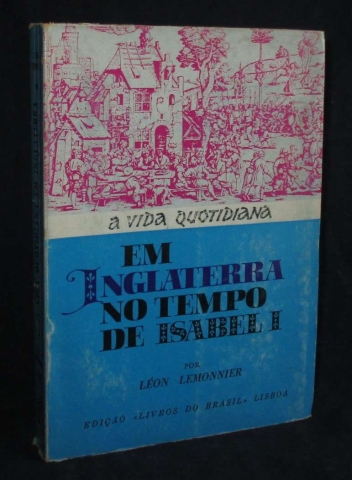 A VIDA QUOTIDIANA
EM
INGLATERRA
NO TEMPO
DE ISABEL I
POR
LÉON LEMONNIER
EDIÇÃO «LIVROS DO BRASIL» LISBOA